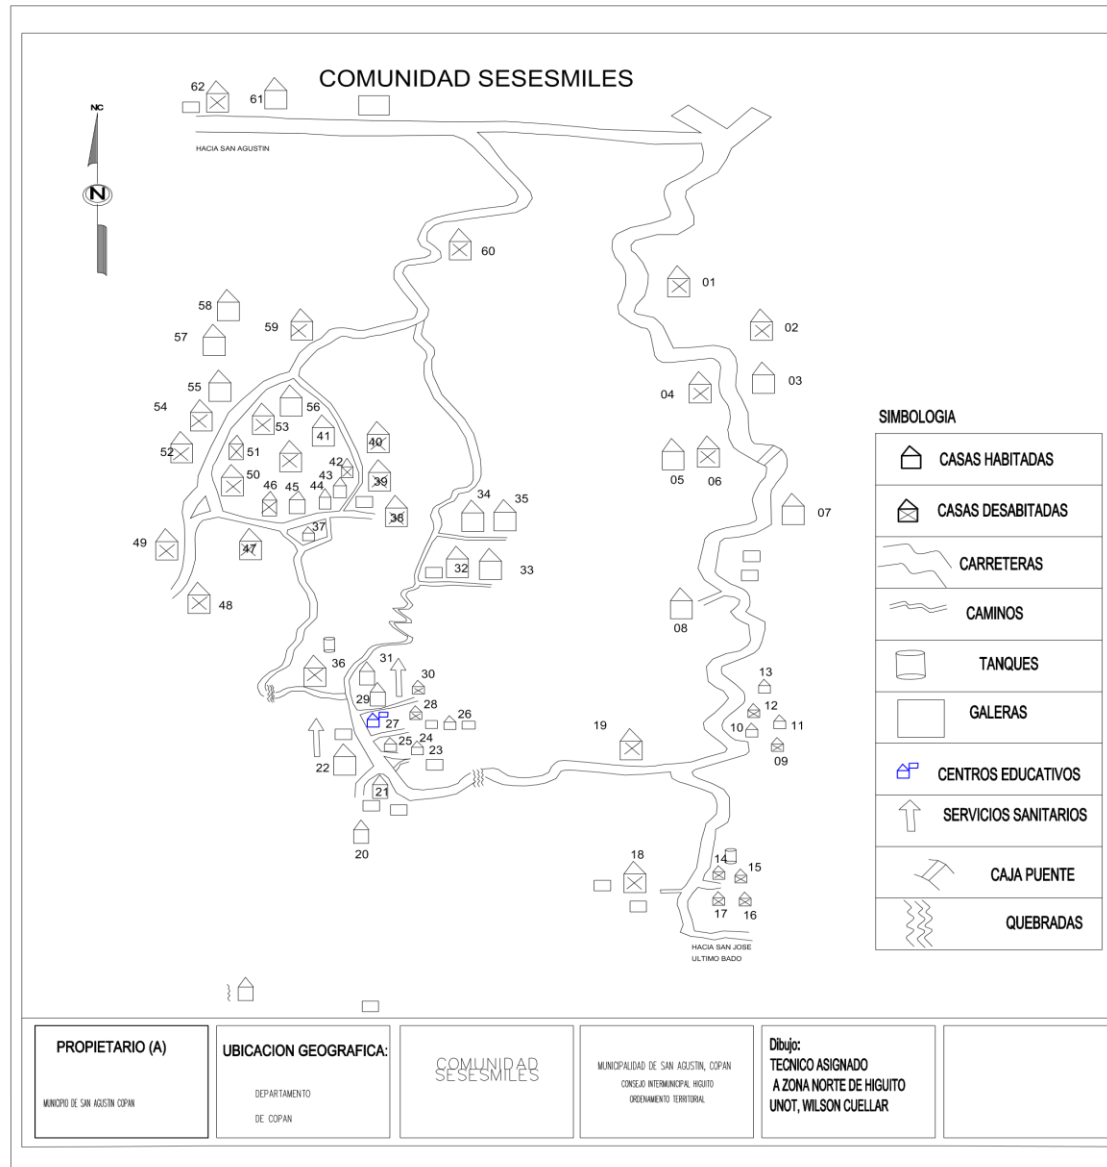 COMUNIDAD SESESMILES
62
61
NC
N
HACIA SAN AGUSTIN
60
01
58
59
02
57
55
04
03
54
56
53
41
40
52
51
42
05
06
50
43
39
46
45
44
34
35
07
38
37
49
47
32
33
48
08
36
31
30
13
29
28
12
27
26
10
11
19
25
24
23
09
22
21
20
18
14
15
17
16
HACIA SAN JOSE
ULTIMO BADO
SIMBOLOGIA
CASAS HABITADAS
CASAS DESABITADAS
CARRETERAS
CAMINOS
TANQUES
GALERAS
CENTROS EDUCATIVOS
SERVICIOS SANITARIOS
CAJA PUENTE
QUEBRADAS
PROPIETARIO (A)
MUNICIPIO DE SAN AGUSTIN COPAN
UBICACION GEOGRAFICA:
DEPARTAMENTO
DE COPAN
COMUNIDAD
SESESMILES
MUNICIPALIDAD DE SAN AGUSTIN, COPAN
CONSEJO INTERMUNICIPAL HIGUITO
ORDENAMIENTO TERRITORIAL
Dibujo:
TECNICO ASIGNADO
A ZONA NORTE DE HIGUITO
UNOT, WILSON CUELLAR